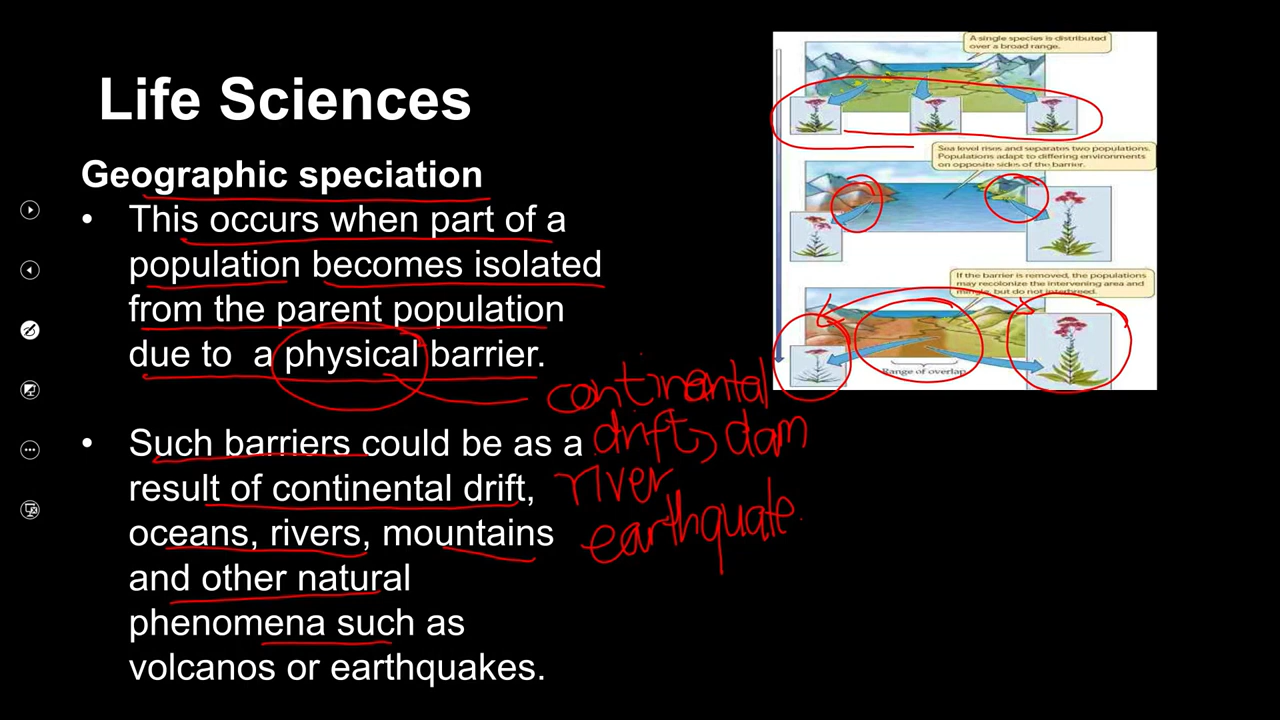 Life Sciences
Geographic speciation
• This occurs when part of a
population becomes isolated
from the parent population
due to a physical barrier.
• Such barriers could be as a
result of continental drift,
oceans, rivers, mountains
and other natural
phenomena such as
volcanos or earthquakes.
continental
drift, dam
river
earthquate.
A single species is distributed
over a broad range.
Sea level rises and separates two populations.
Populations adapt to differing environments
on opposite sides of the barrier.
If the barrier is removed, the populations
may recolonize the intervening area and
mingle, but do not interbreed.
Range of overlap